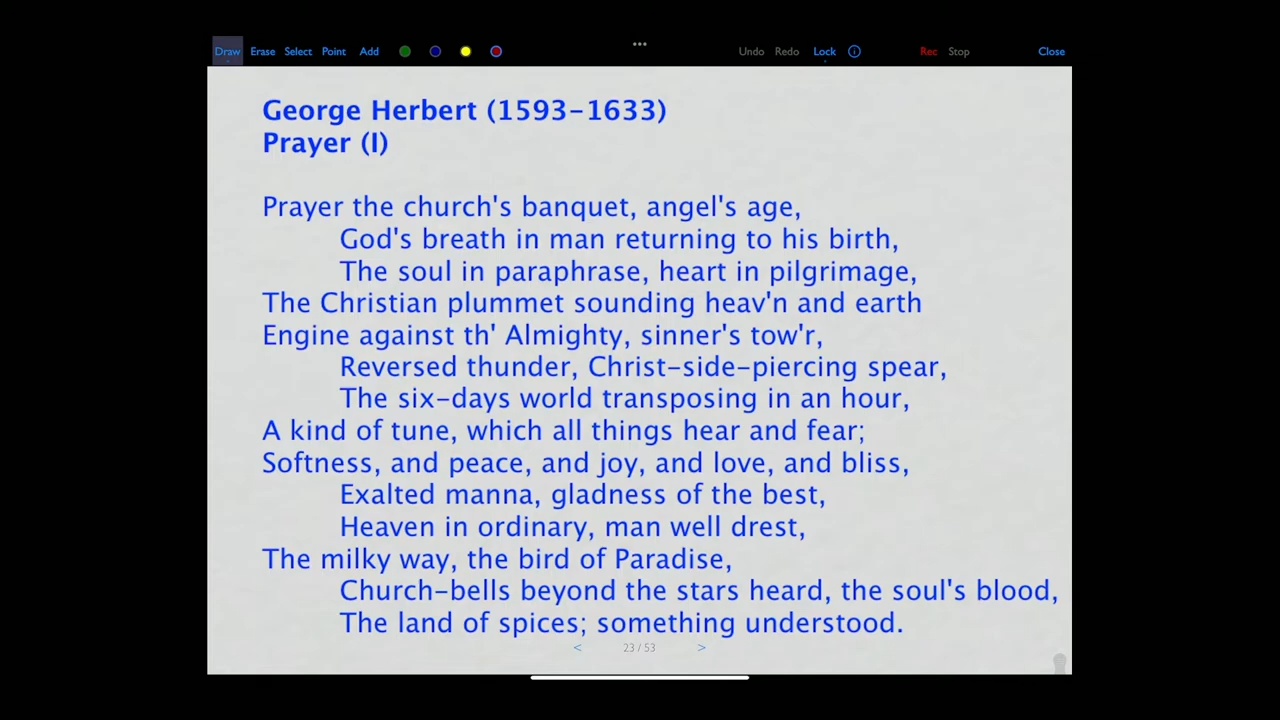 Draw Erase Select Point Add ... Undo Redo Lock i Rec Stop Close
George Herbert (1593-1633)
Prayer (I)
Prayer the church's banquet, angel's age,
God's breath in man returning to his birth,
The soul in paraphrase, heart in pilgrimage,
The Christian plummet sounding heav'n and earth
Engine against th' Almighty, sinner's tow'r,
Reversed thunder, Christ-side-piercing spear,
The six-days world transposing in an hour,
A kind of tune, which all things hear and fear;
Softness, and peace, and joy, and love, and bliss,
Exalted manna, gladness of the best,
Heaven in ordinary, man well drest,
The milky way, the bird of Paradise,
Church-bells beyond the stars heard, the soul's blood,
The land of spices; something understood.
< 23 / 53 >